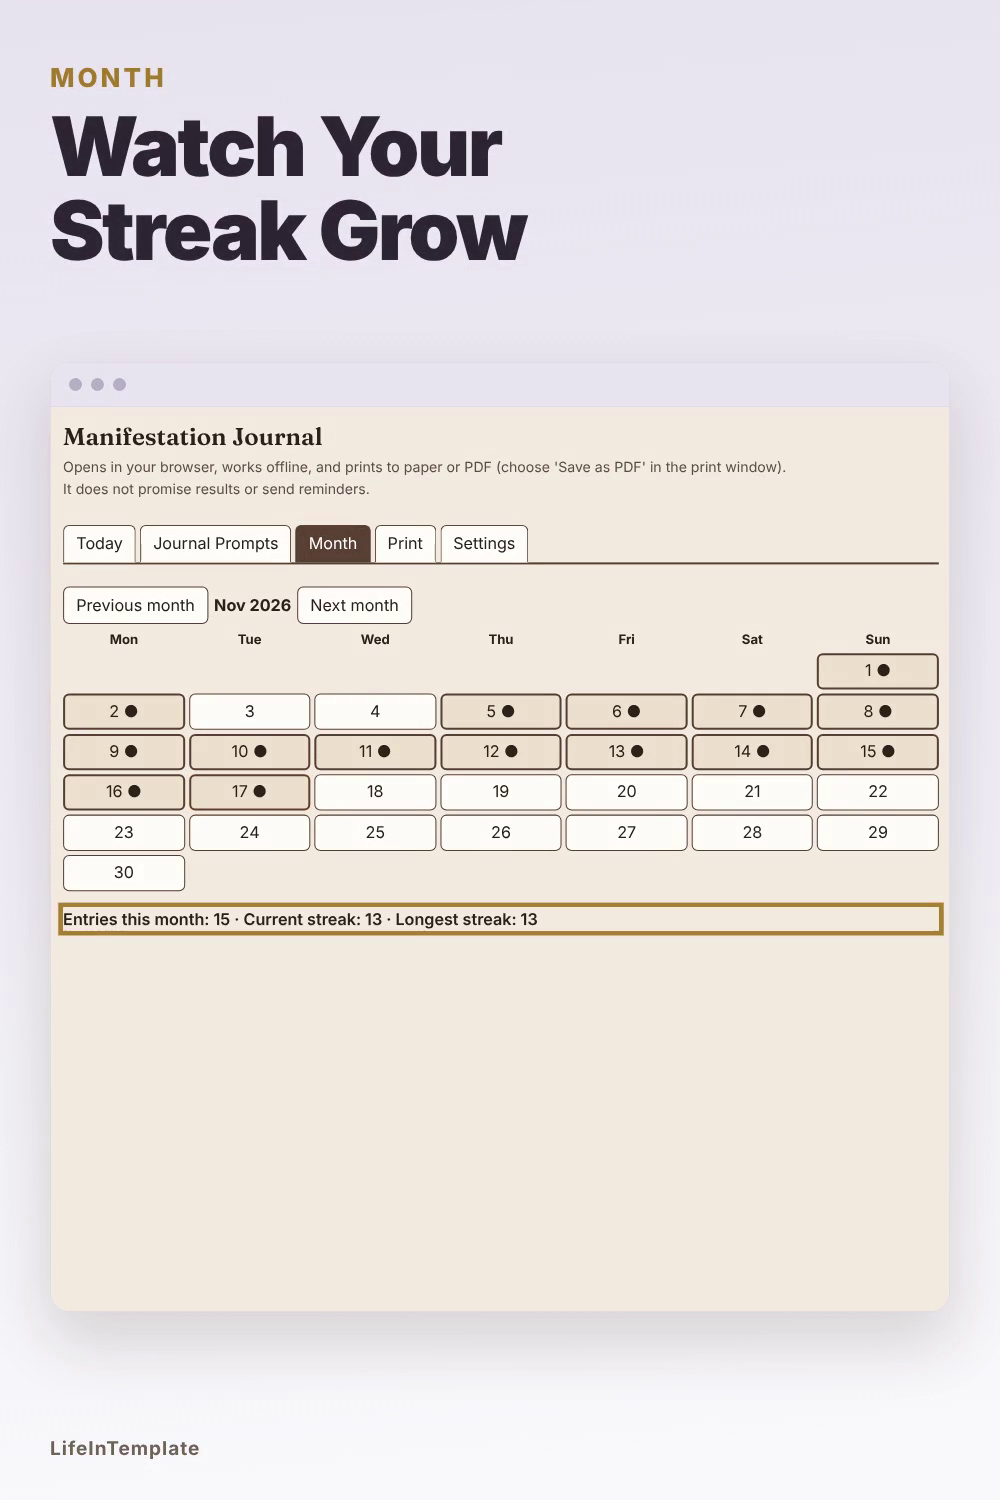 MONTH
Watch Your
Streak Grow
Manifestation Journal
Opens in your browser, works offline, and prints to paper or PDF (choose 'Save as PDF' in the print window).
It does not promise results or send reminders.
Today Journal Prompts Month Print Settings
Previous month Nov 2026 Next month
Mon Tue Wed Thu Fri Sat Sun
1 ●
2 ● 3 4 5 ● 6 ● 7 ● 8 ●
9 ● 10 ● 11 ● 12 ● 13 ● 14 ● 15 ●
16 ● 17 ● 18 19 20 21 22
23 24 25 26 27 28 29
30
Entries this month: 15 · Current streak: 13 · Longest streak: 13
LifeInTemplate